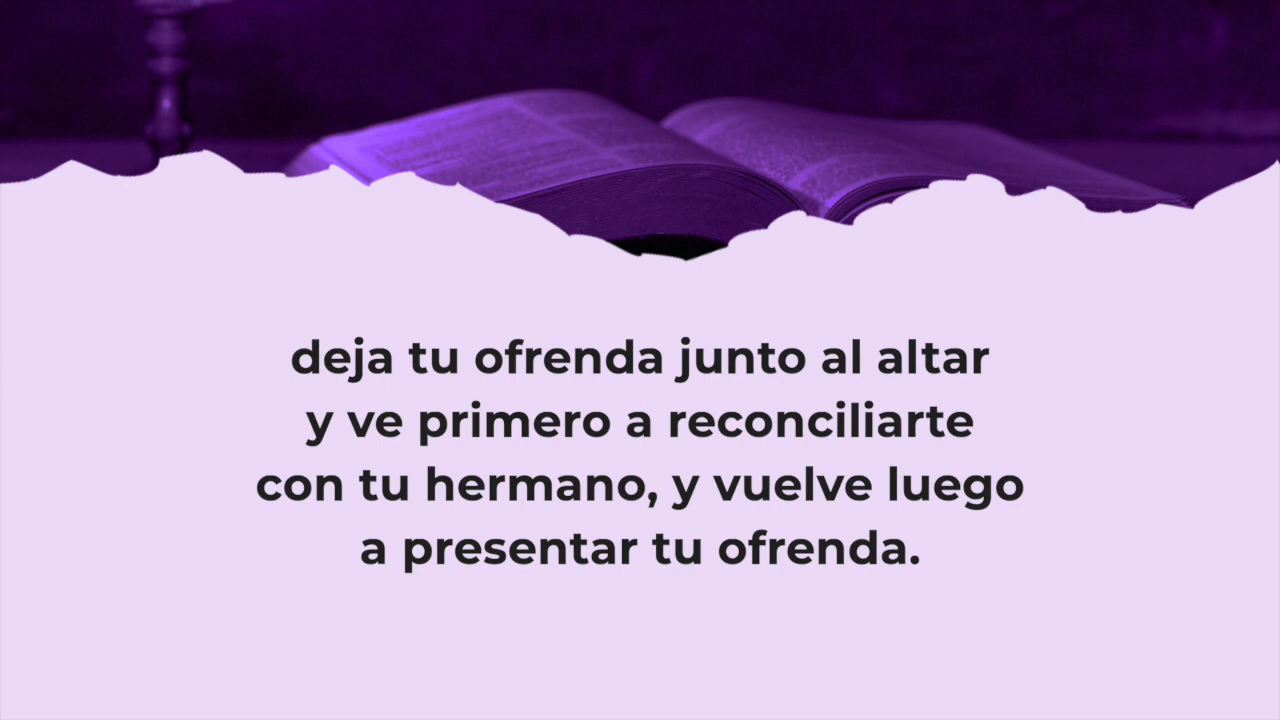 deja tu ofrenda junto al altar
y ve primero a reconciliarte
con tu hermano, y vuelve luego
a presentar tu ofrenda.